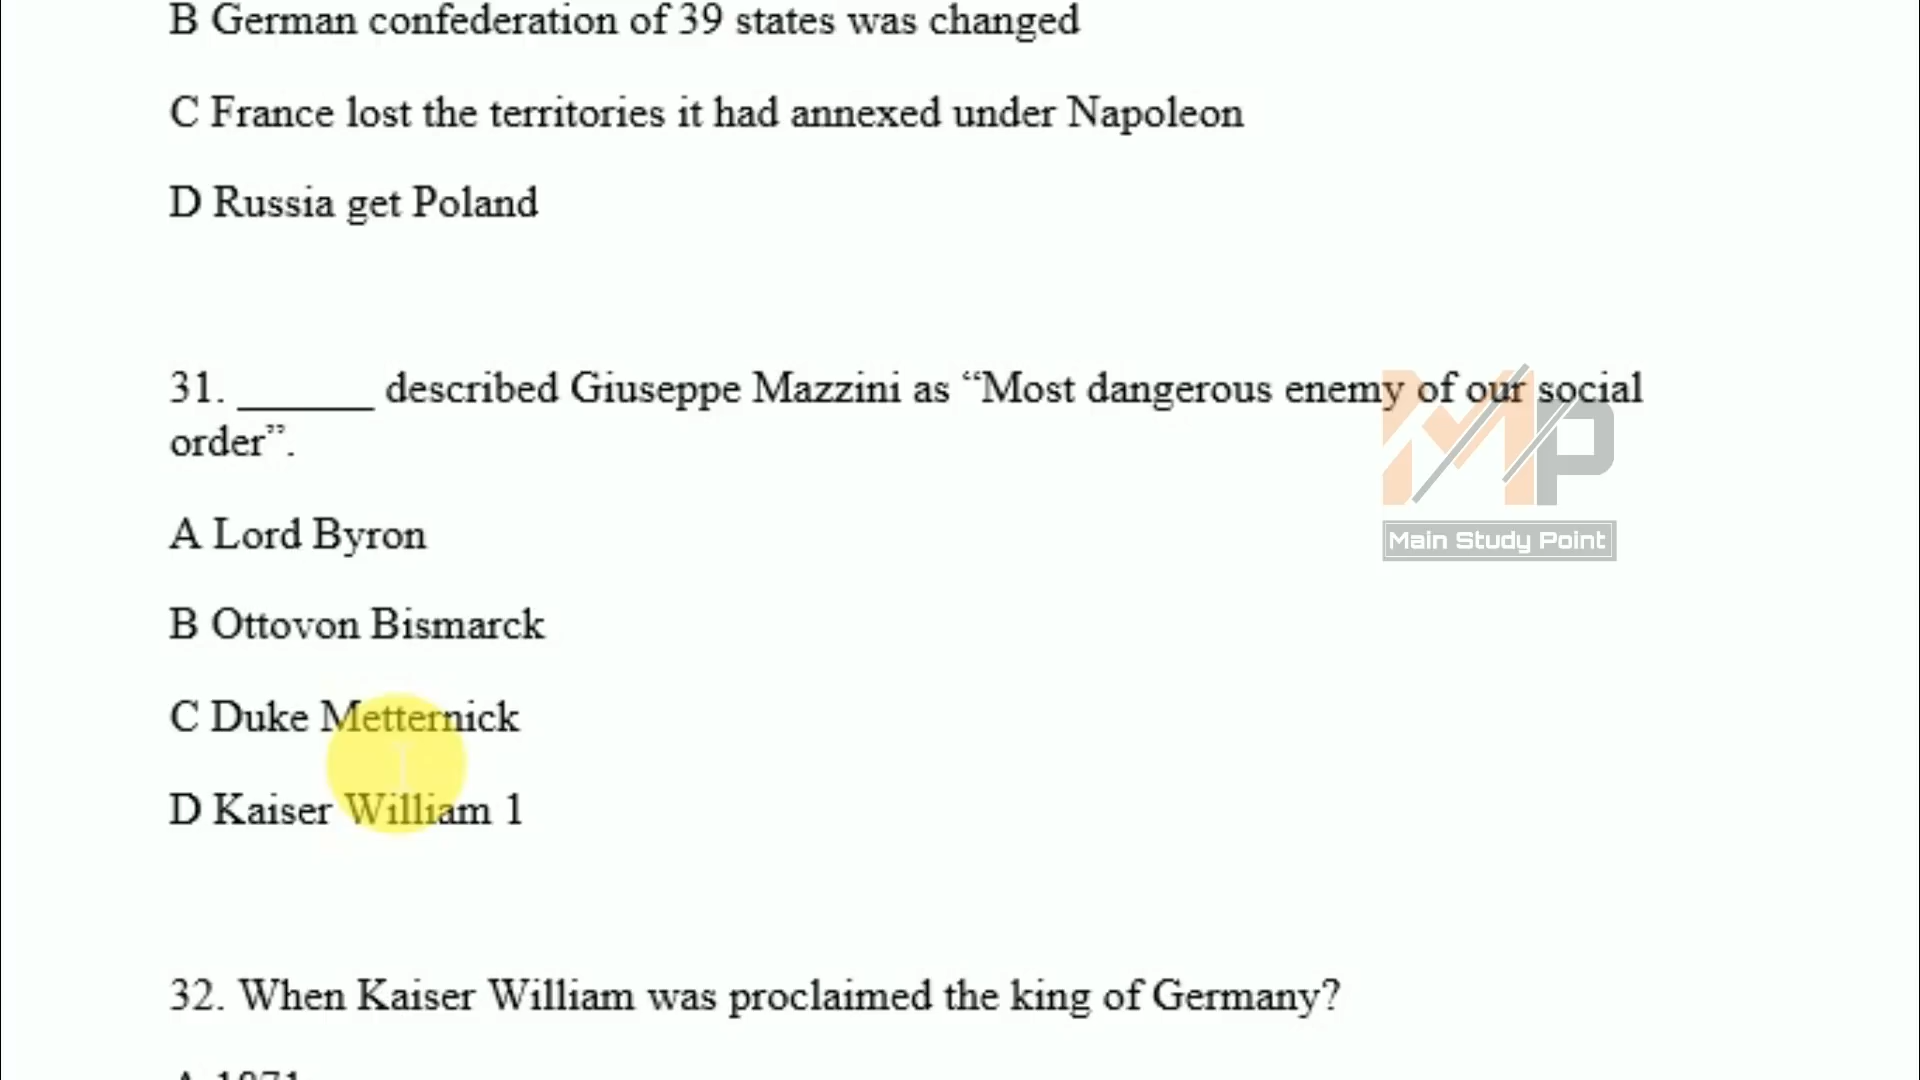 B German confederation of 39 states was changed
C France lost the territories it had annexed under Napoleon
D Russia get Poland
31. ______ described Giuseppe Mazzini as “Most dangerous enemy of our social
order”.
MP
Main Study Point
A Lord Byron
B Ottovon Bismarck
C Duke Metternick
D Kaiser William 1
32. When Kaiser William was proclaimed the king of Germany?
A 1871